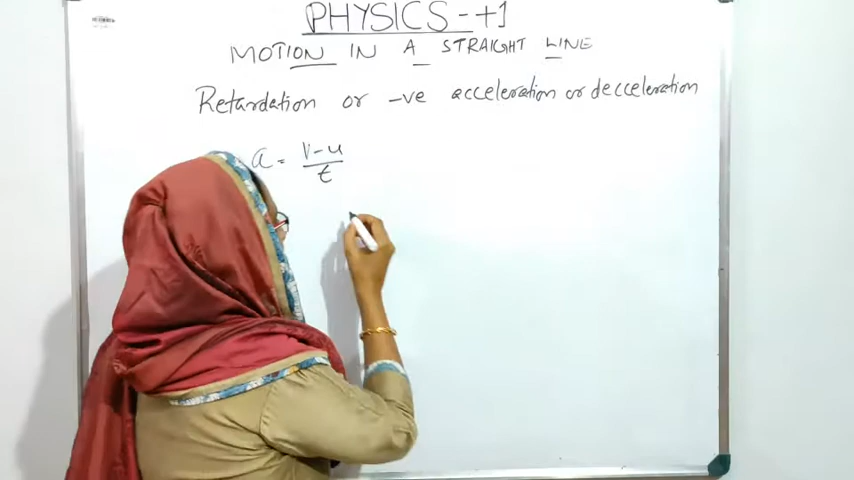 PHYSICS - +1
MOTION IN A STRAIGHT LINE
Retardation or -ve acceleration or decceleration
a = v-u
t